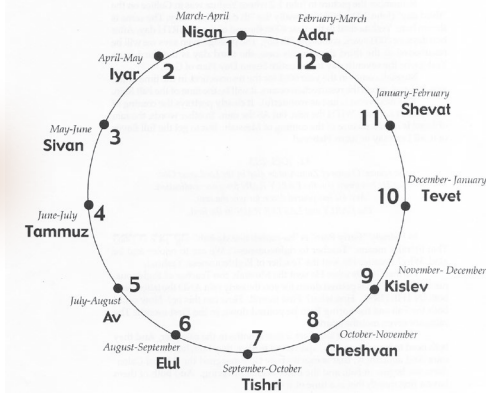 March-April
Nisan
1
April-May
Iyar
2
May-June
Sivan
3
June-July
Tammuz
4
July-August
Av
5
August-September
Elul
6
7
September-October
Tishri
8
October-November
Cheshvan
9
November- December
Kislev
10
December- January
Tevet
11
January-February
Shevat
12
February-March
Adar